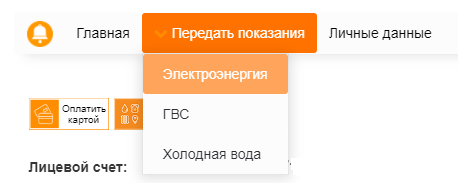 Главная Передать показания Личные данные
Электроэнергия
ГВС
Холодная вода
Оплатить
картой
Лицевой счет: